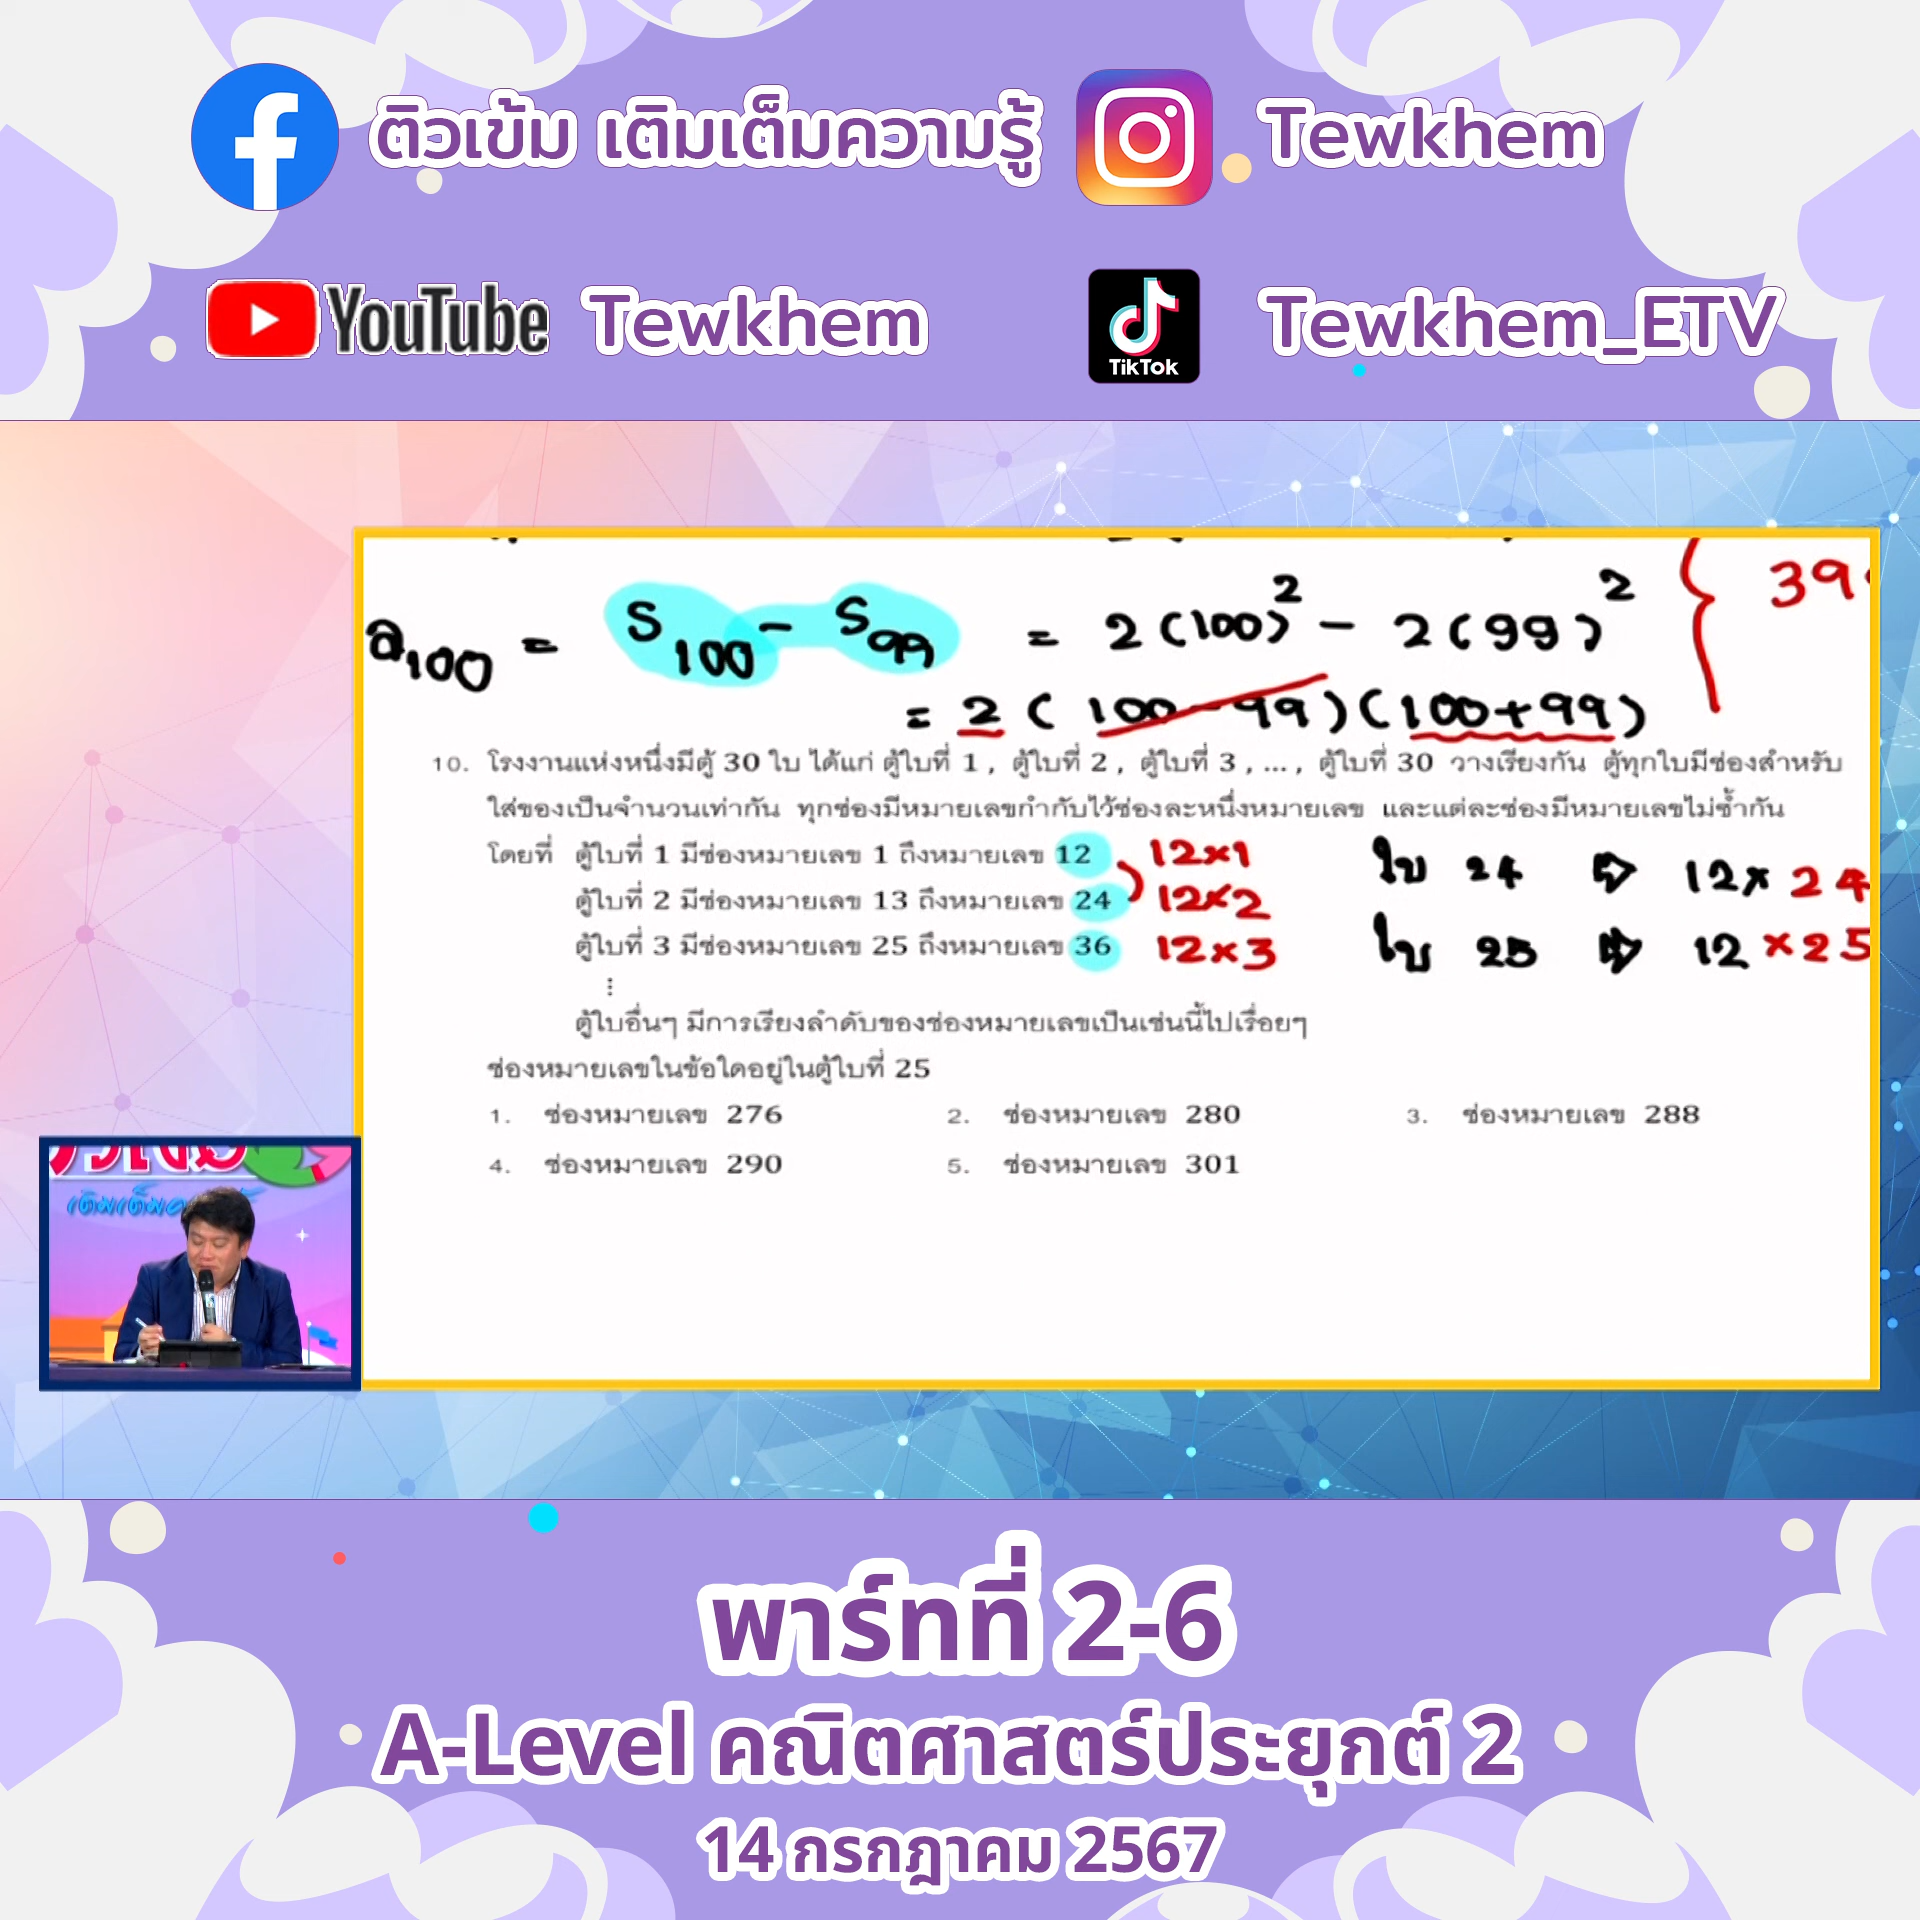 ติวเข้ม เติมเต็มความรู้ Tewkhem
YouTube Tewkhem TikTok Tewkhem_ETV
a100 = S100 - S99 = 2(100)² - 2(99)²
= 2(100-99)(100+99)
10. โรงงานแห่งหนึ่งมีตู้ 30 ใบ ได้แก่ ตู้ใบที่ 1 , ตู้ใบที่ 2 , ตู้ใบที่ 3 , ... , ตู้ใบที่ 30 วางเรียงกัน ตู้ทุกใบมีช่องสำหรับ
ใส่ของเป็นจำนวนเท่ากัน ทุกช่องมีหมายเลขกำกับไว้ช่องละหนึ่งหมายเลข และแต่ละช่องมีหมายเลขไม่ซ้ำกัน
โดยที่ ตู้ใบที่ 1 มีช่องหมายเลข 1 ถึงหมายเลข 12 12×1 ใบ 24 ⇒ 12× 24
ตู้ใบที่ 2 มีช่องหมายเลข 13 ถึงหมายเลข 24 12×2
ตู้ใบที่ 3 มีช่องหมายเลข 25 ถึงหมายเลข 36 12×3 ใบ 25 ⇒ 12 ×25
⋮
ตู้ใบอื่นๆ มีการเรียงลำดับของช่องหมายเลขเป็นเช่นนี้ไปเรื่อยๆ
ช่องหมายเลขในข้อใดอยู่ในตู้ใบที่ 25
1. ช่องหมายเลข 276 2. ช่องหมายเลข 280 3. ช่องหมายเลข 288
4. ช่องหมายเลข 290 5. ช่องหมายเลข 301
พาร์ทที่ 2-6
A-Level คณิตศาสตร์ประยุกต์ 2
14 กรกฎาคม 2567